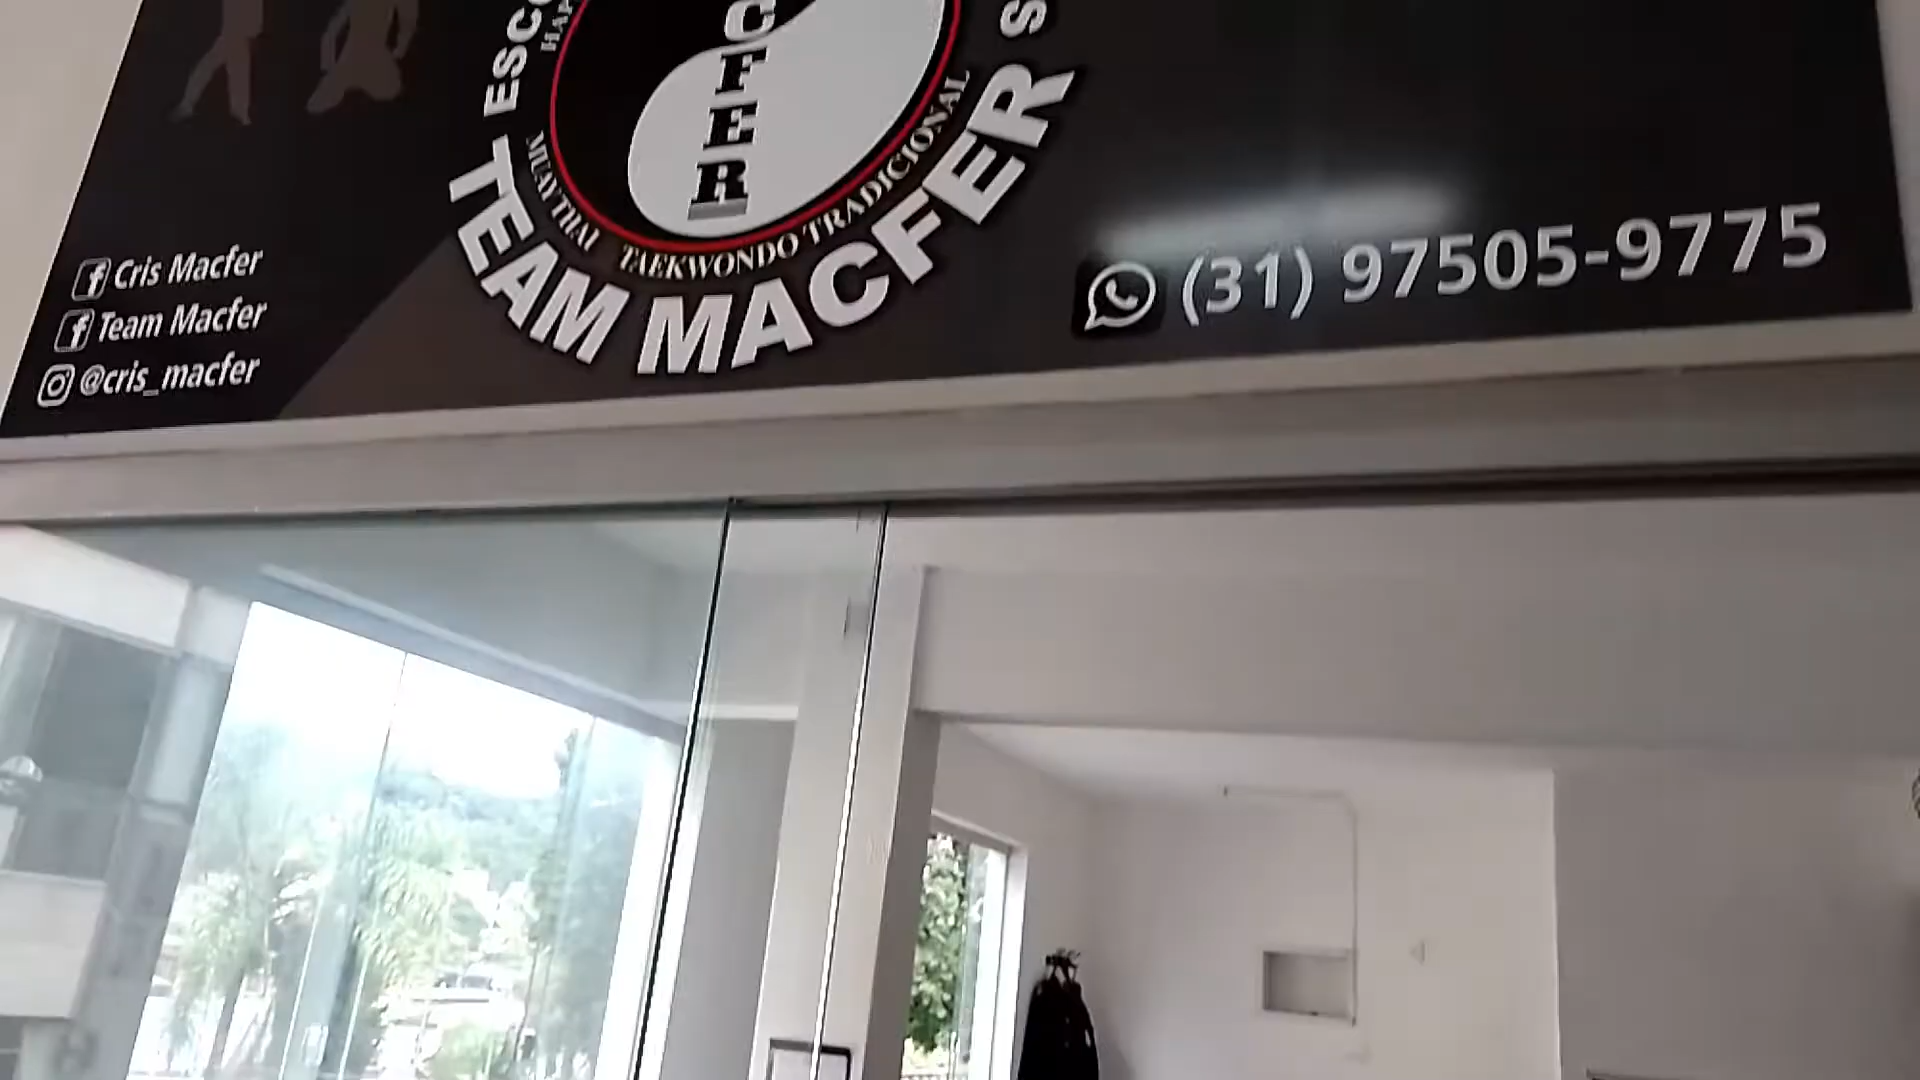 CFER
MUAY THAI TAEKWONDO TRADICIONAL
TEAM MACFER
Cris Macfer
Team Macfer
@cris_macfer
(31) 97505-9775